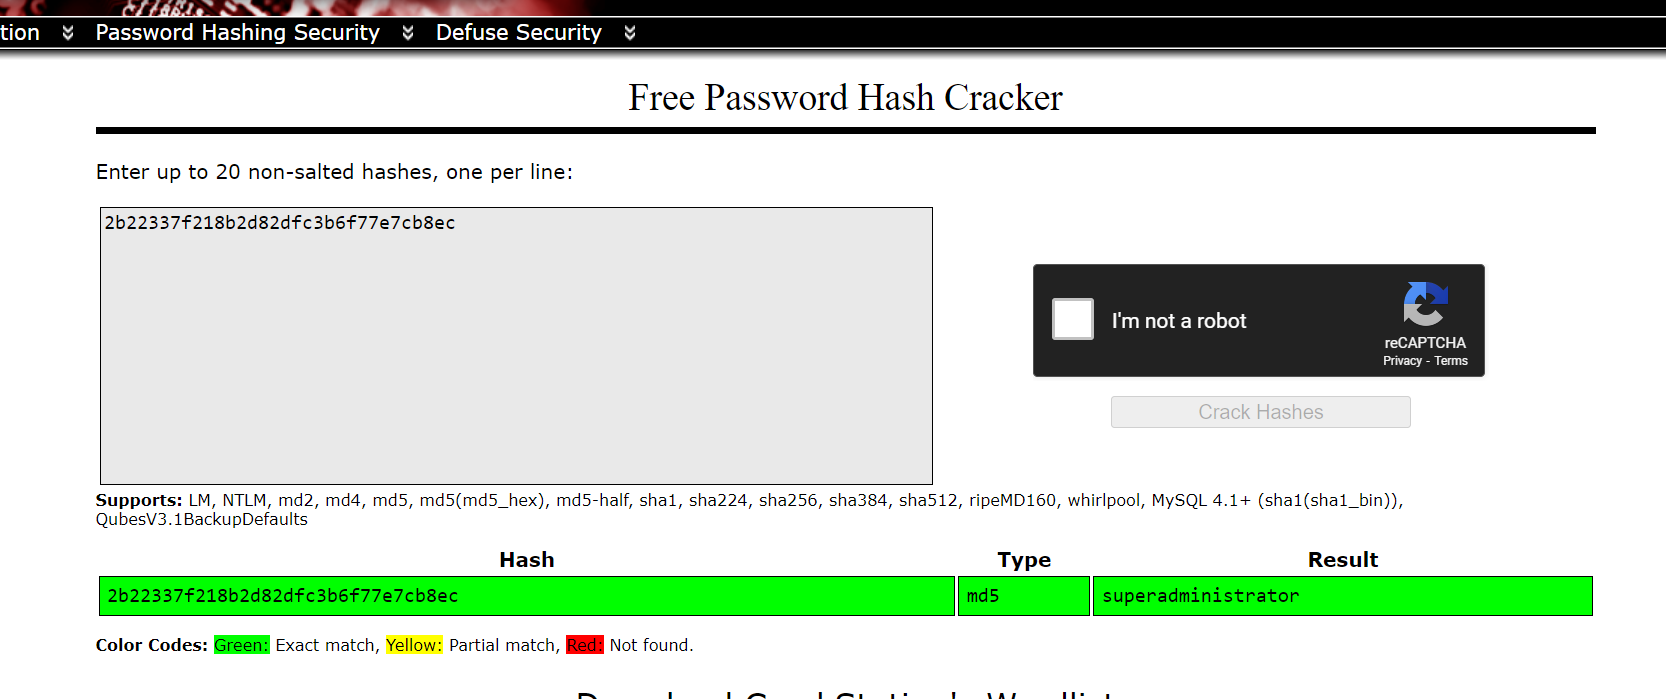 tion Password Hashing Security Defuse Security
Free Password Hash Cracker
Enter up to 20 non-salted hashes, one per line:
2b22337f218b2d82dfc3b6f77e7cb8ec
I'm not a robot
reCAPTCHA
Privacy - Terms
Crack Hashes
Supports: LM, NTLM, md2, md4, md5, md5(md5_hex), md5-half, sha1, sha224, sha256, sha384, sha512, ripeMD160, whirlpool, MySQL 4.1+ (sha1(sha1_bin)),
QubesV3.1BackupDefaults
Hash Type Result
2b22337f218b2d82dfc3b6f77e7cb8ec md5 superadministrator
Color Codes: Green: Exact match, Yellow: Partial match, Red: Not found.